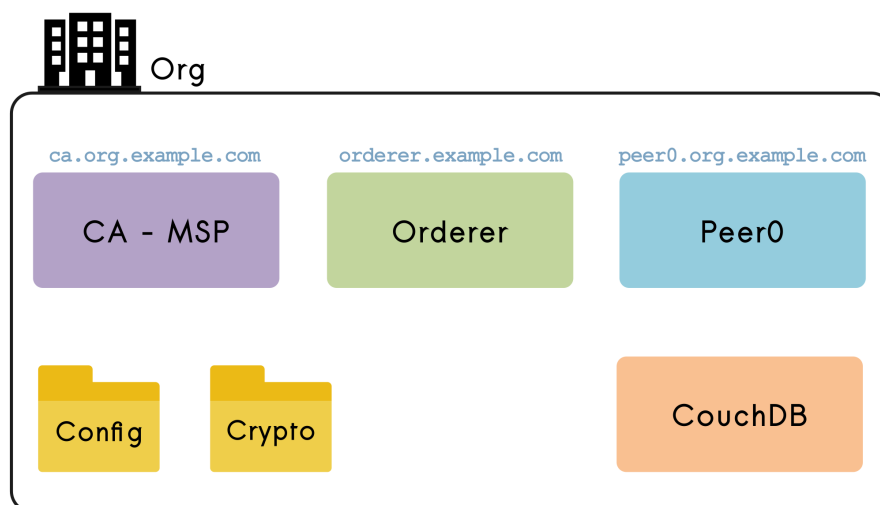 Org
ca.org.example.com
orderer.example.com
peer0.org.example.com
CA - MSP
Orderer
Peer0
Config
Crypto
CouchDB